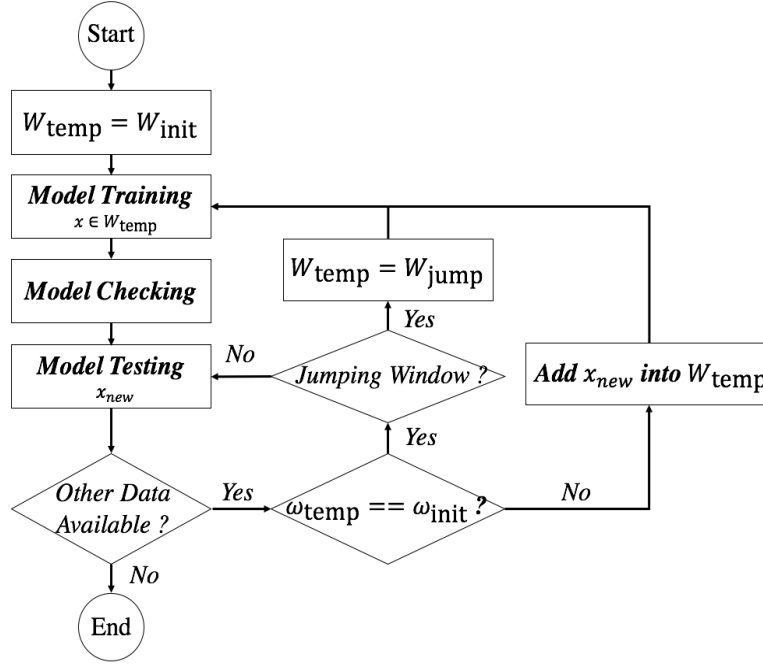 Start
W_temp = W_init
Model Training
x ∈ W_temp
Model Checking
Model Testing
x_new
Other Data
Available ?
No
End
Yes
ω_temp == ω_init ?
Yes
Jumping Window ?
No
Yes
W_temp = W_jump
No
Add x_new into W_temp